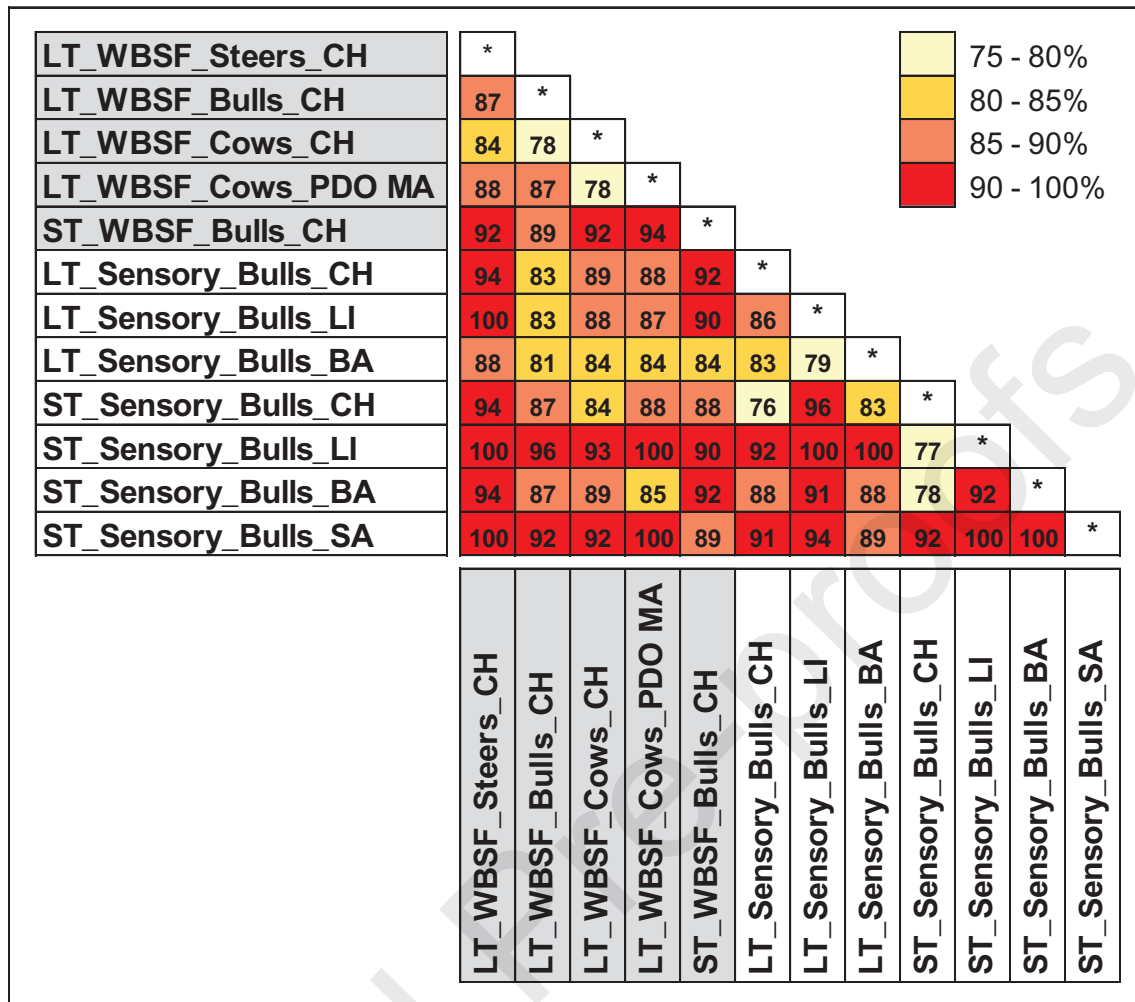 LT_WBSF_Steers_CH * 75 - 80%
LT_WBSF_Bulls_CH 87 * 80 - 85%
LT_WBSF_Cows_CH 84 78 * 85 - 90%
LT_WBSF_Cows_PDO MA 88 87 78 * 90 - 100%
ST_WBSF_Bulls_CH 92 89 92 94 *
LT_Sensory_Bulls_CH 94 83 89 88 92 *
LT_Sensory_Bulls_LI 100 83 88 87 90 86 *
LT_Sensory_Bulls_BA 88 81 84 84 84 83 79 *
ST_Sensory_Bulls_CH 94 87 84 88 88 76 96 83 *
ST_Sensory_Bulls_LI 100 96 93 100 90 92 100 100 77 *
ST_Sensory_Bulls_BA 94 87 89 85 92 88 91 88 78 92 *
ST_Sensory_Bulls_SA 100 92 92 100 89 91 94 89 92 100 100 *
LT_WBSF_Steers_CH
LT_WBSF_Bulls_CH
LT_WBSF_Cows_CH
LT_WBSF_Cows_PDO MA
ST_WBSF_Bulls_CH
LT_Sensory_Bulls_CH
LT_Sensory_Bulls_LI
LT_Sensory_Bulls_BA
ST_Sensory_Bulls_CH
ST_Sensory_Bulls_LI
ST_Sensory_Bulls_BA
ST_Sensory_Bulls_SA
Pre-proofs